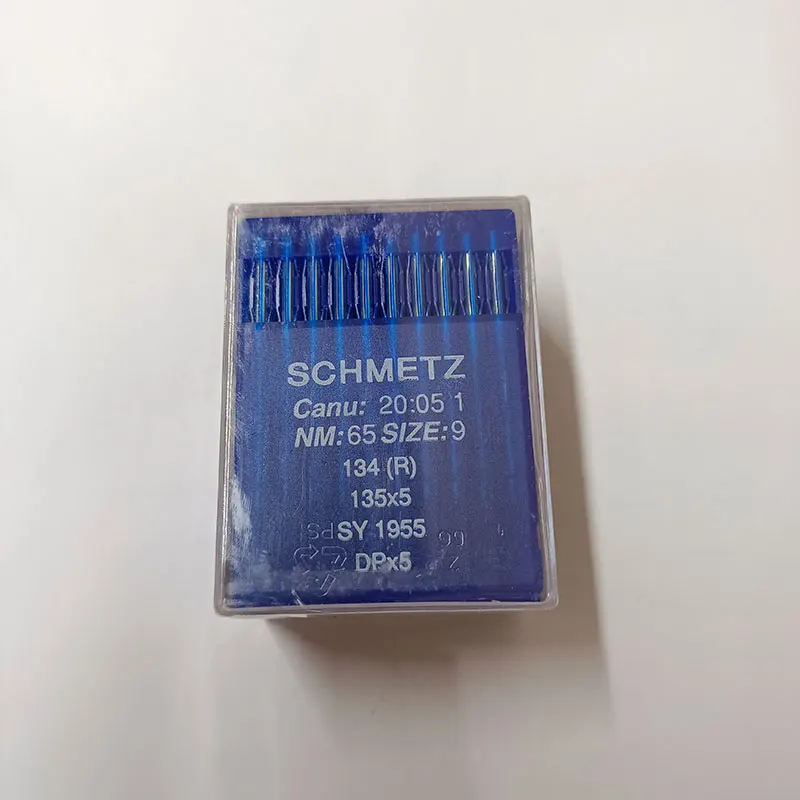 SCHMETZ
Canu: 20:05 1
NM:65 SIZE:9
134 (R)
135x5
SY 1955
DPx5